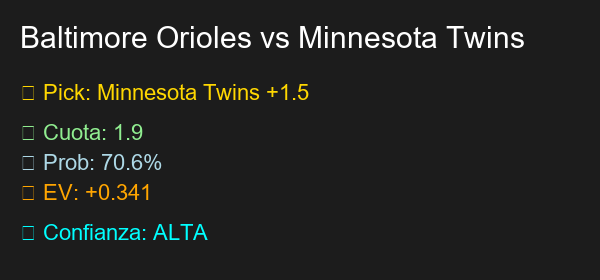 Baltimore Orioles vs Minnesota Twins
Pick: Minnesota Twins +1.5
Cuota: 1.9
Prob: 70.6%
EV: +0.341
Confianza: ALTA